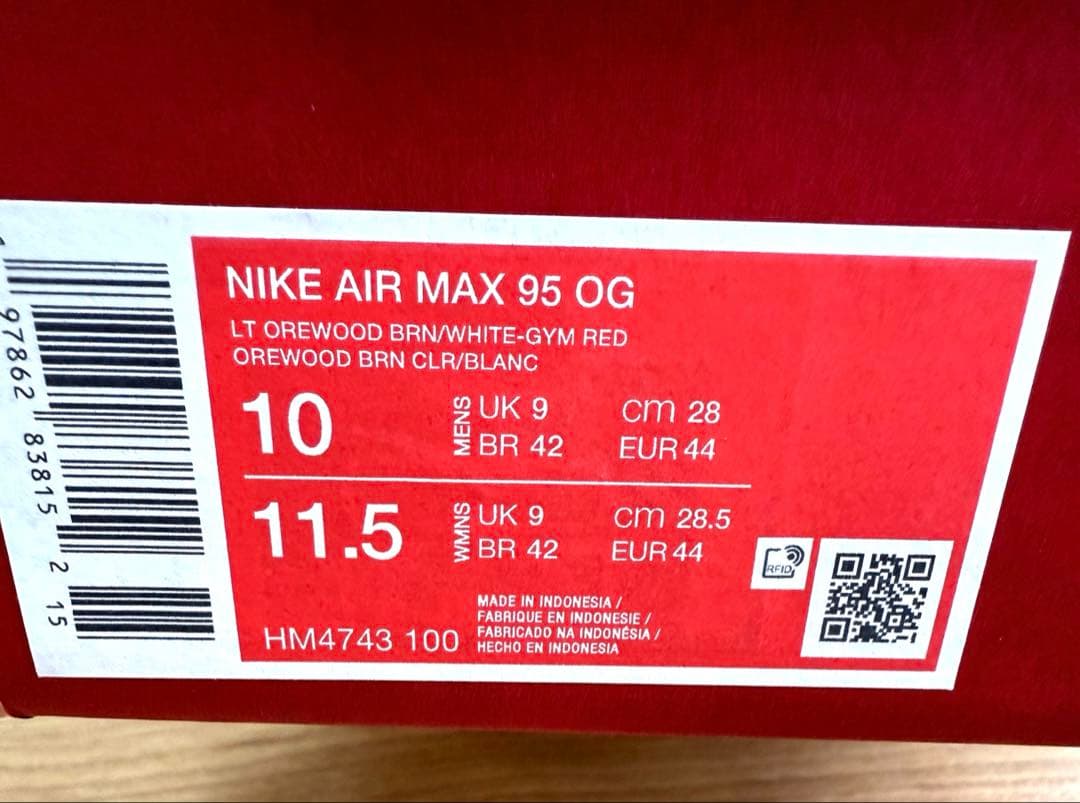 NIKE AIR MAX 95 OG
LT OREWOOD BRN/WHITE-GYM RED
OREWOOD BRN CLR/BLANC
10 MENS UK 9 cm 28
BR 42 EUR 44
11.5 WMNS UK 9 cm 28.5
BR 42 EUR 44
HM4743 100
MADE IN INDONESIA /
FABRIQUE EN INDONESIE /
FABRICADO NA INDONÉSIA /
HECHO EN INDONESIA
RFID
97862 83815 2 15